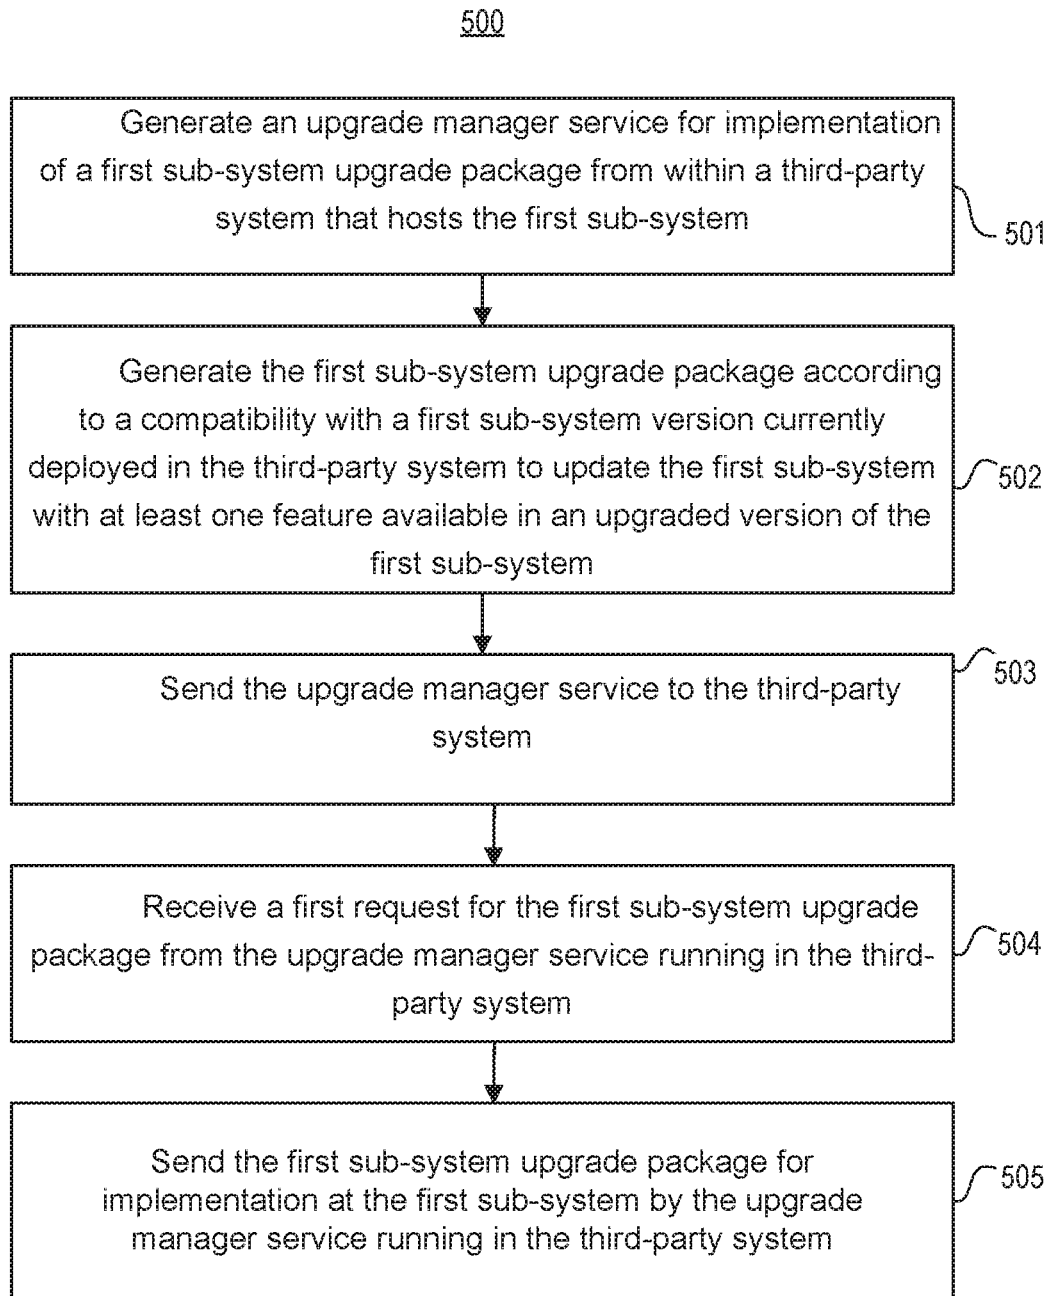 500
Generate an upgrade manager service for implementation
of a first sub-system upgrade package from within a third-party
system that hosts the first sub-system
501
Generate the first sub-system upgrade package according
to a compatibility with a first sub-system version currently
deployed in the third-party system to update the first sub-system
with at least one feature available in an upgraded version of the
first sub-system
502
Send the upgrade manager service to the third-party
system
503
Receive a first request for the first sub-system upgrade
package from the upgrade manager service running in the third-
party system
504
Send the first sub-system upgrade package for
implementation at the first sub-system by the upgrade
manager service running in the third-party system
505